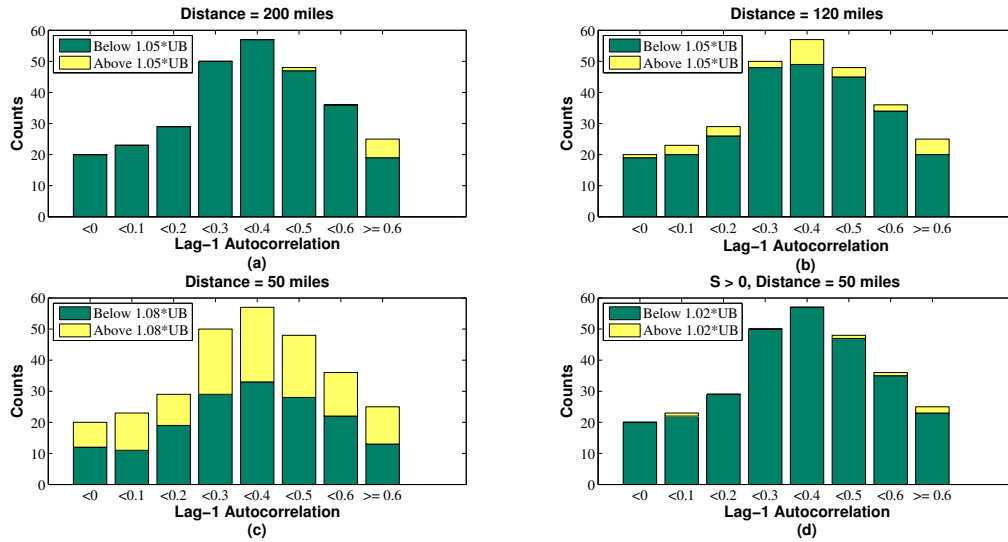 Distance = 200 miles
60
50
40
30
20
10
0
Counts
Below 1.05*UB
Above 1.05*UB
<0 <0.1 <0.2 <0.3 <0.4 <0.5 <0.6 >= 0.6
Lag−1 Autocorrelation
(a)
Distance = 120 miles
60
50
40
30
20
10
0
Counts
Below 1.05*UB
Above 1.05*UB
<0 <0.1 <0.2 <0.3 <0.4 <0.5 <0.6 >= 0.6
Lag−1 Autocorrelation
(b)
Distance = 50 miles
60
50
40
30
20
10
0
Counts
Below 1.08*UB
Above 1.08*UB
<0 <0.1 <0.2 <0.3 <0.4 <0.5 <0.6 >= 0.6
Lag−1 Autocorrelation
(c)
S > 0, Distance = 50 miles
60
50
40
30
20
10
0
Counts
Below 1.02*UB
Above 1.02*UB
<0 <0.1 <0.2 <0.3 <0.4 <0.5 <0.6 >= 0.6
Lag−1 Autocorrelation
(d)